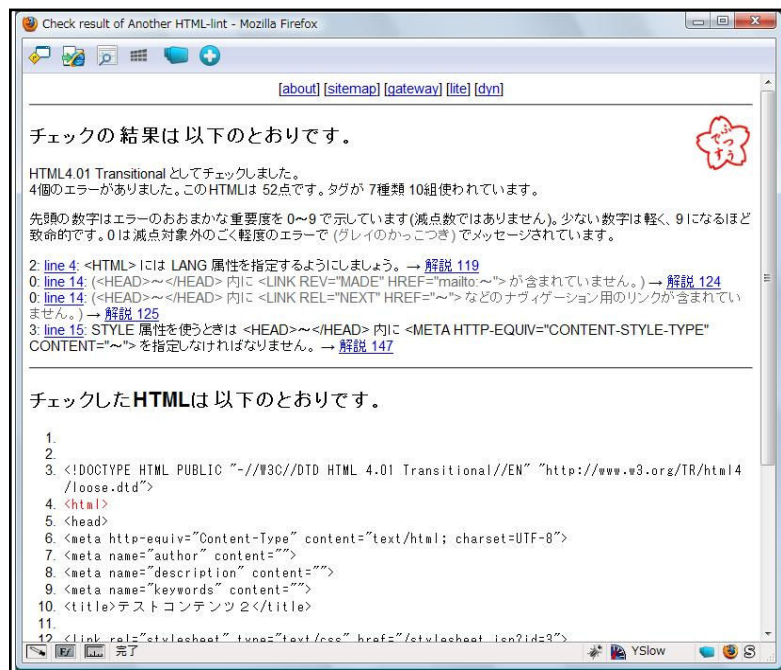 Check result of Another HTML-lint - Mozilla Firefox
[about] [sitemap] [gateway] [lite] [dyn]
チェックの結果は以下のとおりです。
ふつうです
HTML4.01 Transitional としてチェックしました。
4個のエラーがありました。このHTMLは 52点です。タグが 7種類 10組使われています。
先頭の数字はエラーのおおまかな重要度を 0～9 で示しています(減点数ではありません)。少ない数字は軽く、9 になるほど
致命的です。0 は減点対象外のごく軽度のエラーで (グレイのかっこつき) でメッセージされています。
2: line 4: <HTML> には LANG 属性を指定するようにしましょう。 → 解説 119
0: line 14: (<HEAD>～</HEAD> 内に <LINK REV="MADE" HREF="mailto:～"> が含まれていません。) → 解説 124
0: line 14: (<HEAD>～</HEAD> 内に <LINK REL="NEXT" HREF="～"> などのナヴィゲーション用のリンクが含まれてい
ません。) → 解説 125
3: line 15: STYLE 属性を使うときは <HEAD>～</HEAD> 内に <META HTTP-EQUIV="CONTENT-STYLE-TYPE"
CONTENT="～"> を指定しなければなりません。 → 解説 147
チェックしたHTMLは以下のとおりです。
1.
2.
3. <!DOCTYPE HTML PUBLIC "-//W3C//DTD HTML 4.01 Transitional//EN" "http://www.w3.org/TR/html4
/loose.dtd">
4. <html>
5. <head>
6. <meta http-equiv="Content-Type" content="text/html; charset=UTF-8">
7. <meta name="author" content="">
8. <meta name="description" content="">
9. <meta name="keywords" content="">
10. <title>テストコンテンツ２</title>
11.
12. <link rel="stylesheet" type="text/css" href="/stylesheet.jsp?id=3">
完了
YSlow